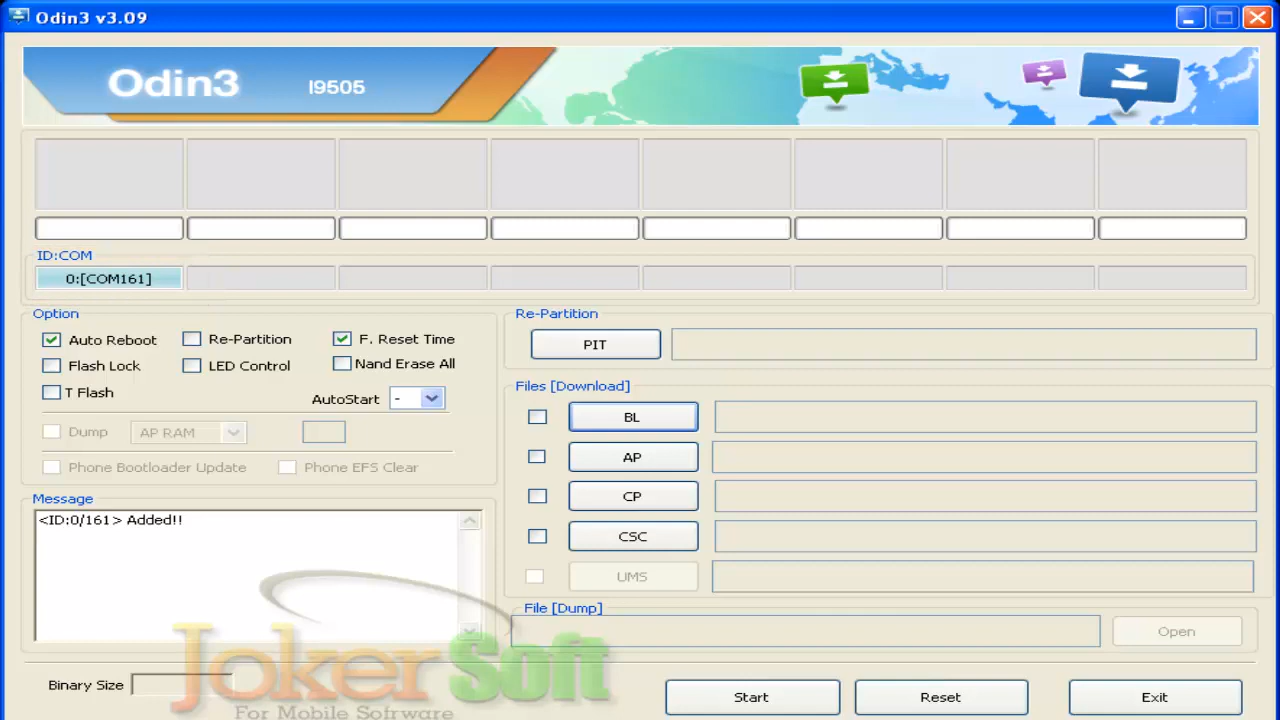 Odin3 v3.09
Odin3 I9505
ID:COM
0:[COM161]
Option
Auto Reboot Re-Partition F. Reset Time
Flash Lock LED Control Nand Erase All
T Flash AutoStart -
Dump AP RAM
Phone Bootloader Update Phone EFS Clear
Message
<ID:0/161> Added!!
Re-Partition
PIT
Files [Download]
BL
AP
CP
CSC
UMS
File [Dump]
Open
Binary Size
Start Reset Exit
JokerSoft
For Mobile Sofrware